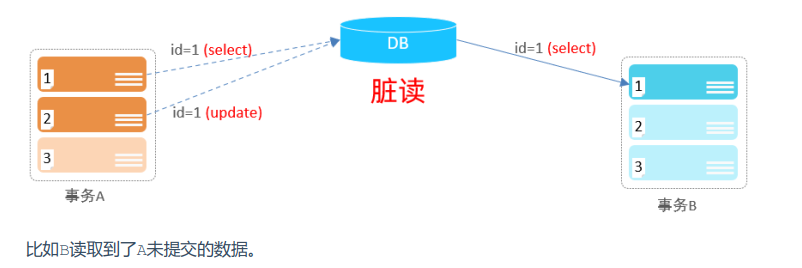 DB
id=1 (select)
id=1 (select)
1
2
3
id=1 (update)
脏读
1
2
3
事务A
事务B
比如B读取到了A未提交的数据。